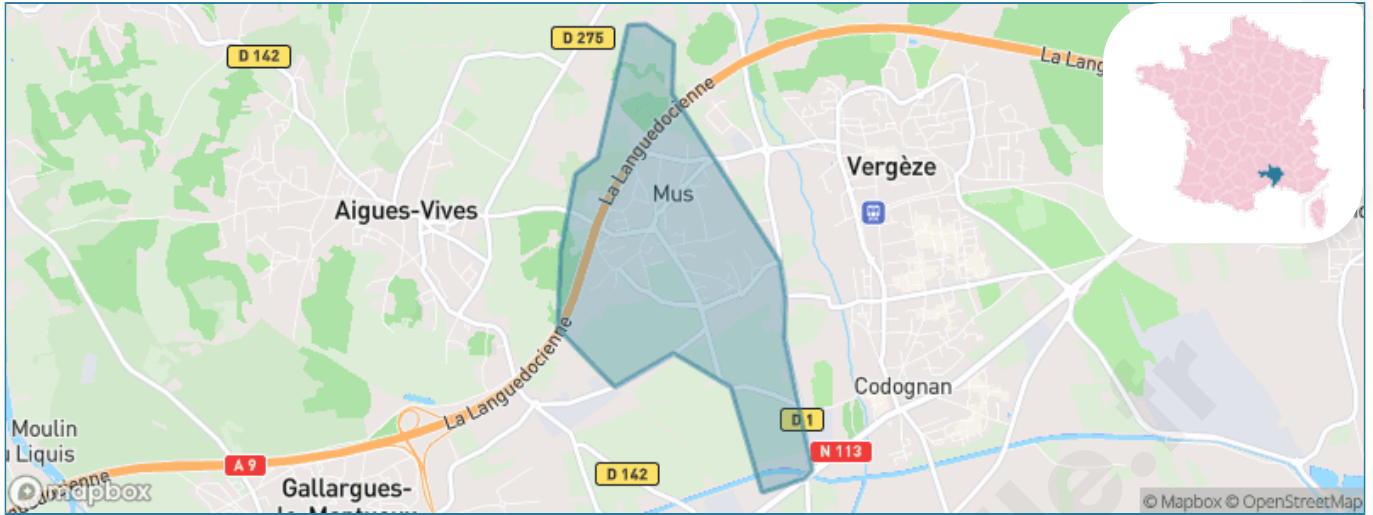 D 275
D 142
La Languedocienne
La Lang
Vergèze
Mus
Aigues-Vives
La Languedocienne
Codognan
D 1
Moulin
Liquis
N 113
A 9
D 142
Gallargues-
mapbox
© Mapbox © OpenStreetMap